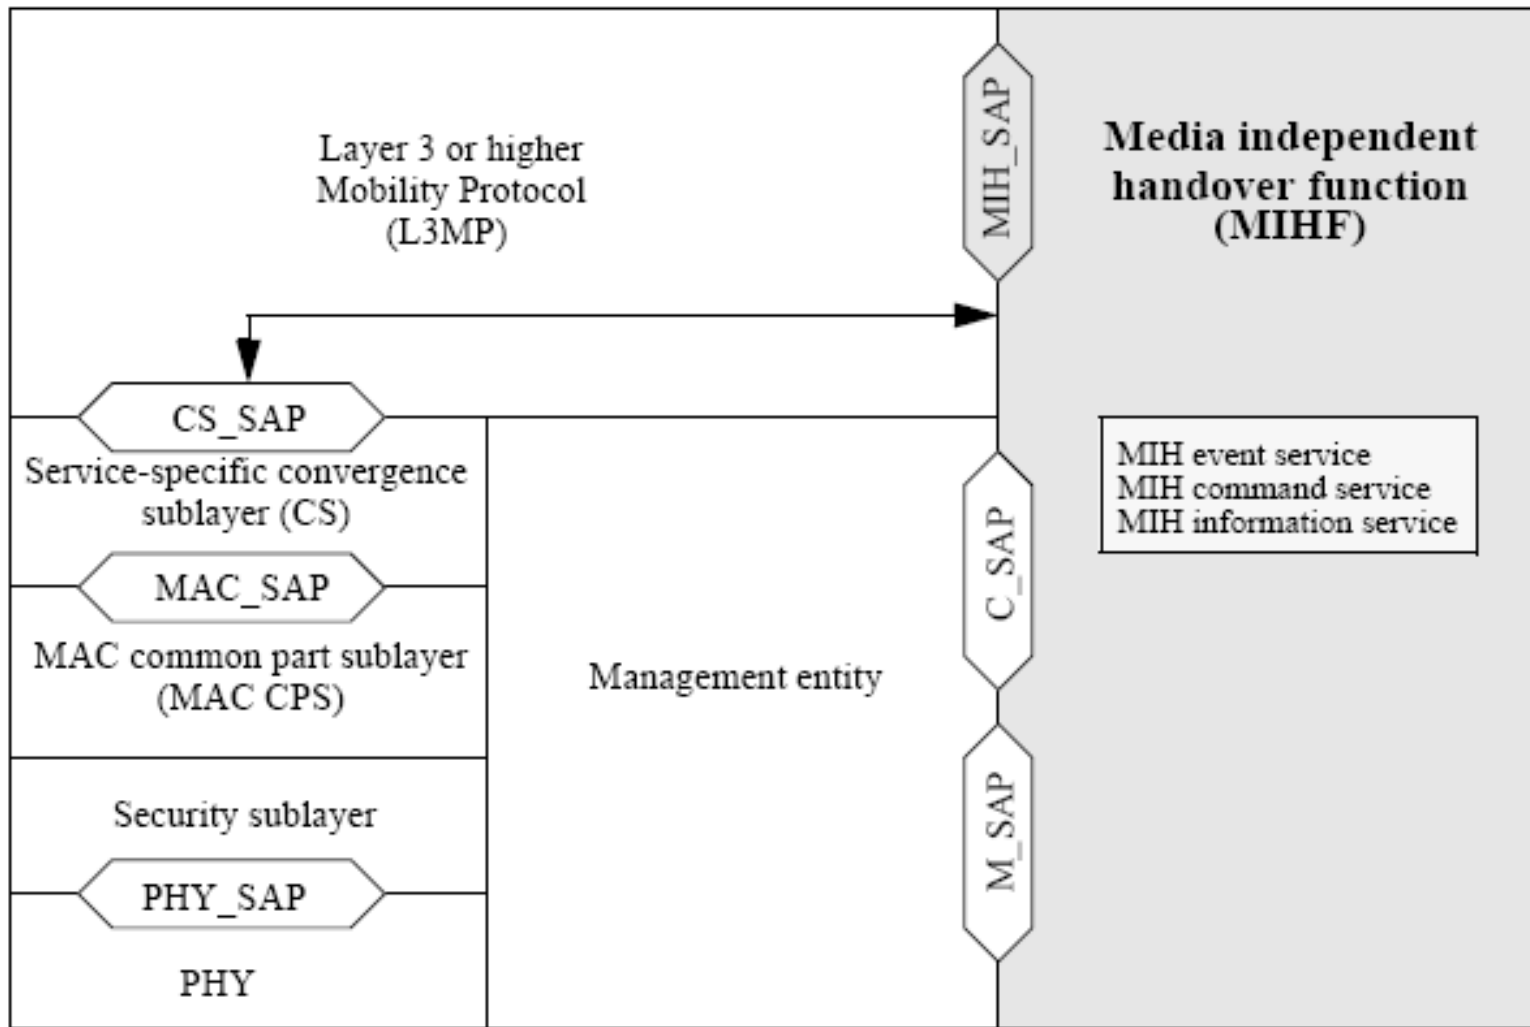 Layer 3 or higher
Mobility Protocol
(L3MP)
MIH_SAP
Media independent
handover function
(MIHF)
CS_SAP
Service-specific convergence
sublayer (CS)
MAC_SAP
MAC common part sublayer
(MAC CPS)
Security sublayer
PHY_SAP
PHY
Management entity
C_SAP
M_SAP
MIH event service
MIH command service
MIH information service